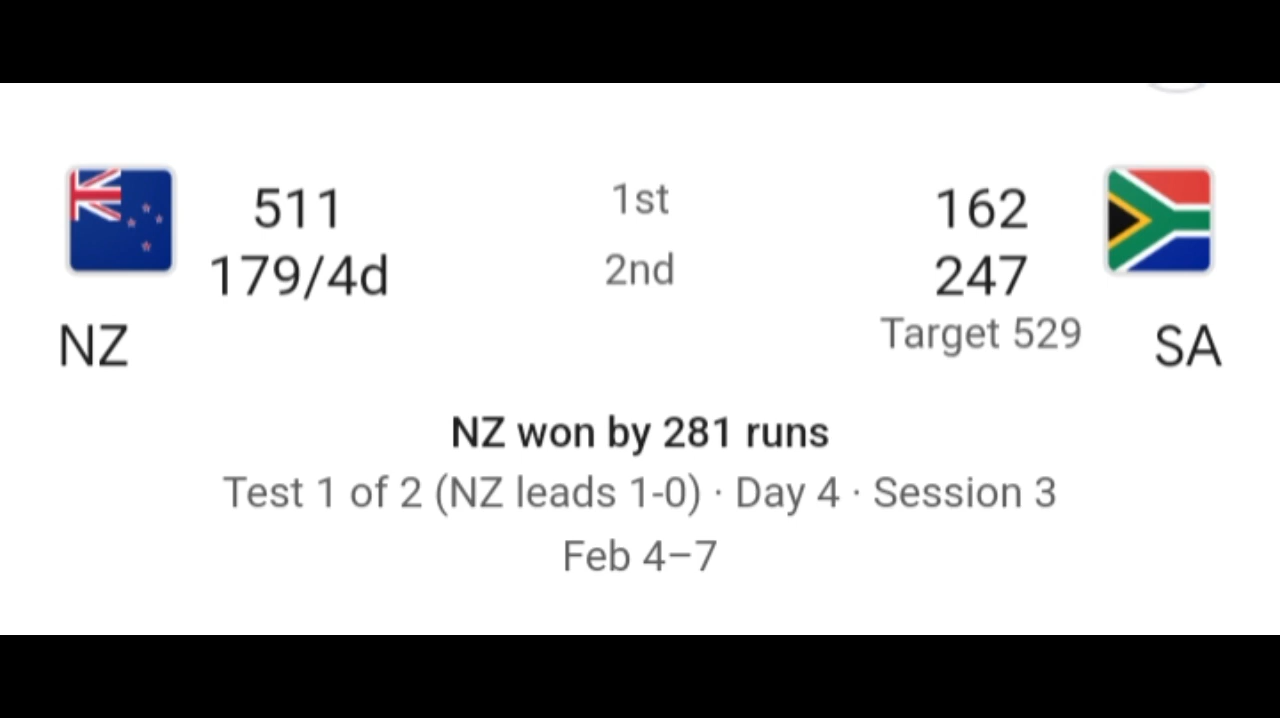 511 1st 162
179/4d 2nd 247
Target 529
NZ SA
NZ won by 281 runs
Test 1 of 2 (NZ leads 1-0) · Day 4 · Session 3
Feb 4–7